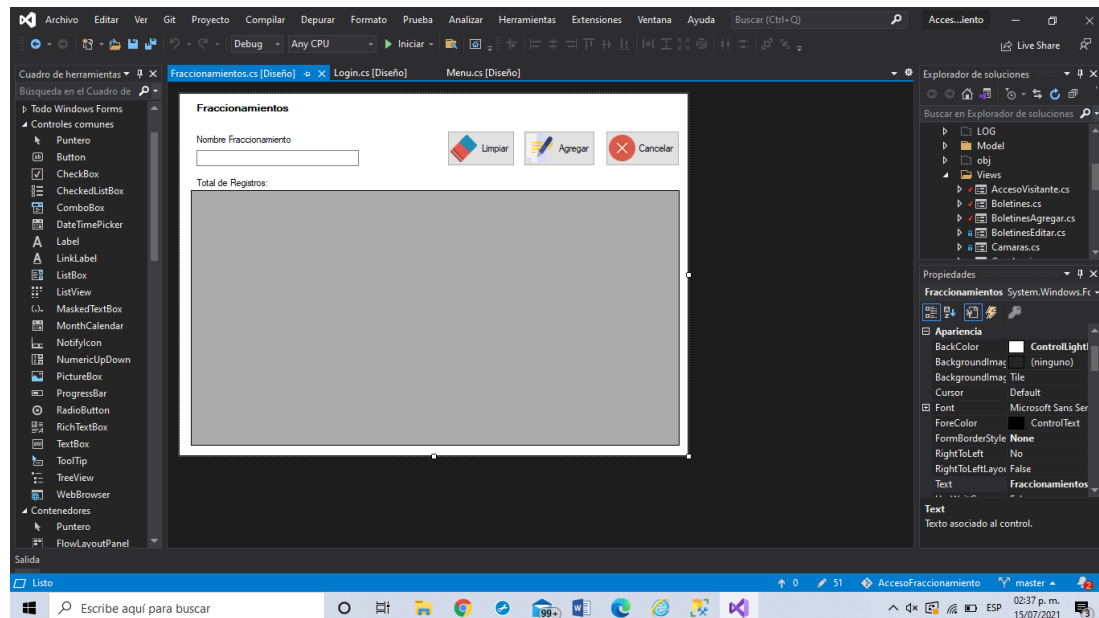 Archivo Editar Ver Git Proyecto Compilar Depurar Formato Prueba Analizar Herramientas Extensiones Ventana Ayuda Buscar (Ctrl+Q) Acces...iento
Debug Any CPU Iniciar Live Share
Cuadro de herramientas Fraccionamientos.cs [Diseño] Login.cs [Diseño] Menu.cs [Diseño] Explorador de soluciones
Búsqueda en el Cuadro de
Todo Windows Forms
Controles comunes
Puntero
Button
CheckBox
CheckedListBox
ComboBox
DateTimePicker
Label
LinkLabel
ListBox
ListView
MaskedTextBox
MonthCalendar
NotifyIcon
NumericUpDown
PictureBox
ProgressBar
RadioButton
RichTextBox
TextBox
ToolTip
TreeView
WebBrowser
Contenedores
Puntero
FlowLayoutPanel
Fraccionamientos
Nombre Fraccionamiento
Limpiar Agregar Cancelar
Total de Registros:
Buscar en Explorador de soluciones
LOG
Model
obj
Views
AccesoVisitante.cs
Boletines.cs
BoletinesAgregar.cs
BoletinesEditar.cs
Camaras.cs
Propiedades
Fraccionamientos System.Windows.Fc
Apariencia
BackColor ControlLightl
BackgroundImag (ninguno)
BackgroundImag Tile
Cursor Default
Font Microsoft Sans Ser
ForeColor ControlText
FormBorderStyle None
RightToLeft No
RightToLeftLayou False
Text Fraccionamientos
Text
Texto asociado al control.
Salida
Listo 0 51 AccesoFraccionamiento master 2
Escribe aquí para buscar 99+ ESP 02:37 p. m.
15/07/2021 3